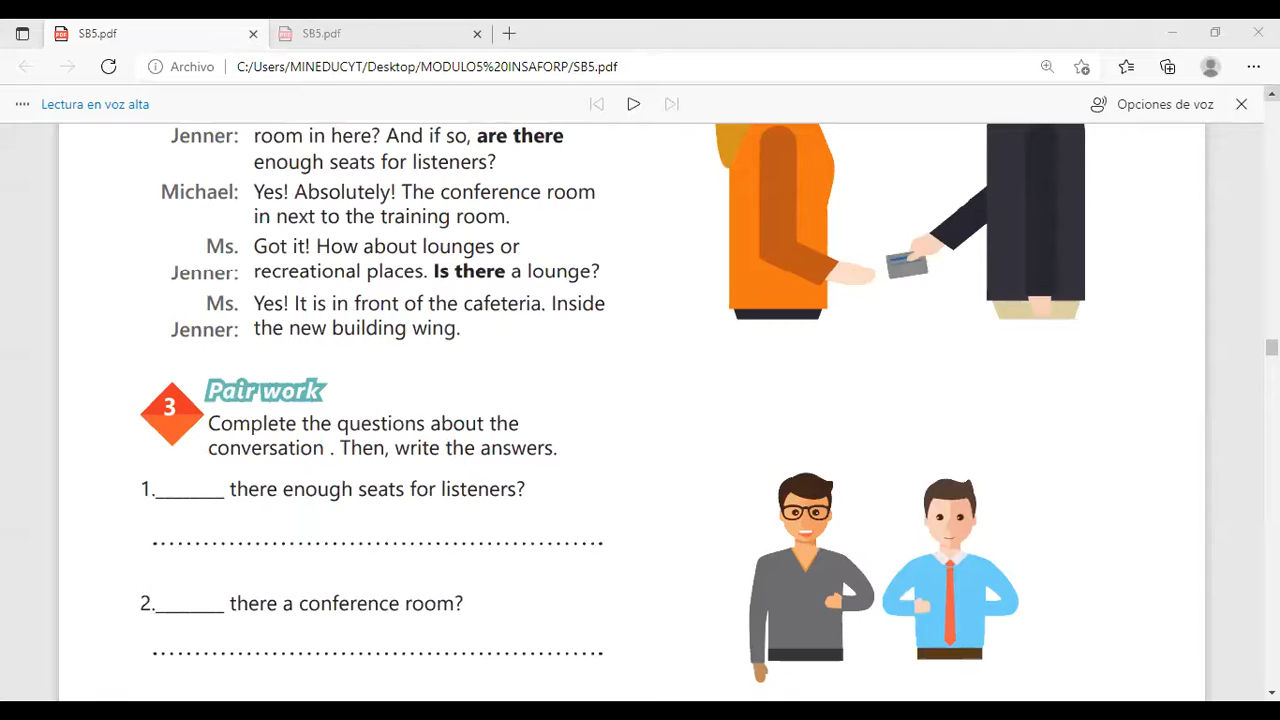 SB5.pdf
SB5.pdf
Archivo
C:/Users/MINEDUCYT/Desktop/MODULO5%20INSAFORP/SB5.pdf
Lectura en voz alta
Opciones de voz
Jenner: room in here? And if so, are there
enough seats for listeners?
Michael: Yes! Absolutely! The conference room
in next to the training room.
Ms. Got it! How about lounges or
Jenner: recreational places. Is there a lounge?
Ms. Yes! It is in front of the cafeteria. Inside
Jenner: the new building wing.
3
Pair work
Complete the questions about the
conversation . Then, write the answers.
1._______ there enough seats for listeners?
......................................................
2._______ there a conference room?
......................................................